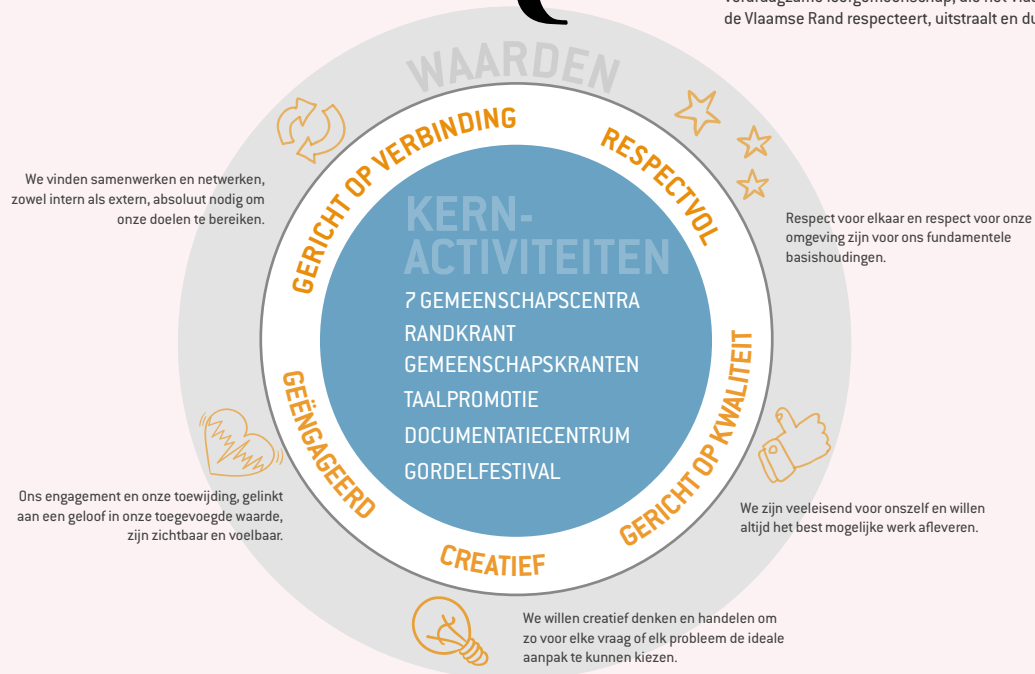 de Vlaamse Rand respecteert, uitstraalt en
WAARDEN
GERICHT OP VERBINDING
RESPECTVOL
We vinden samenwerken en netwerken,
zowel intern als extern, absoluut nodig om
onze doelen te bereiken.
Respect voor elkaar en respect voor onze
omgeving zijn voor ons fundamentele
basishoudingen.
KERN-
ACTIVITEITEN
7 GEMEENSCHAPSCENTRA
RANDKRANT
GEMEENSCHAPSKRANTEN
TAALPROMOTIE
DOCUMENTATIECENTRUM
GORDELFESTIVAL
GEËNGAGEERD
GERICHT OP KWALITEIT
Ons engagement en onze toewijding, gelinkt
aan een geloof in onze toegevoegde waarde,
zijn zichtbaar en voelbaar.
We zijn veeleisend voor onszelf en willen
altijd het best mogelijke werk afleveren.
CREATIEF
We willen creatief denken en handelen om
zo voor elke vraag of elk probleem de ideale
aanpak te kunnen kiezen.